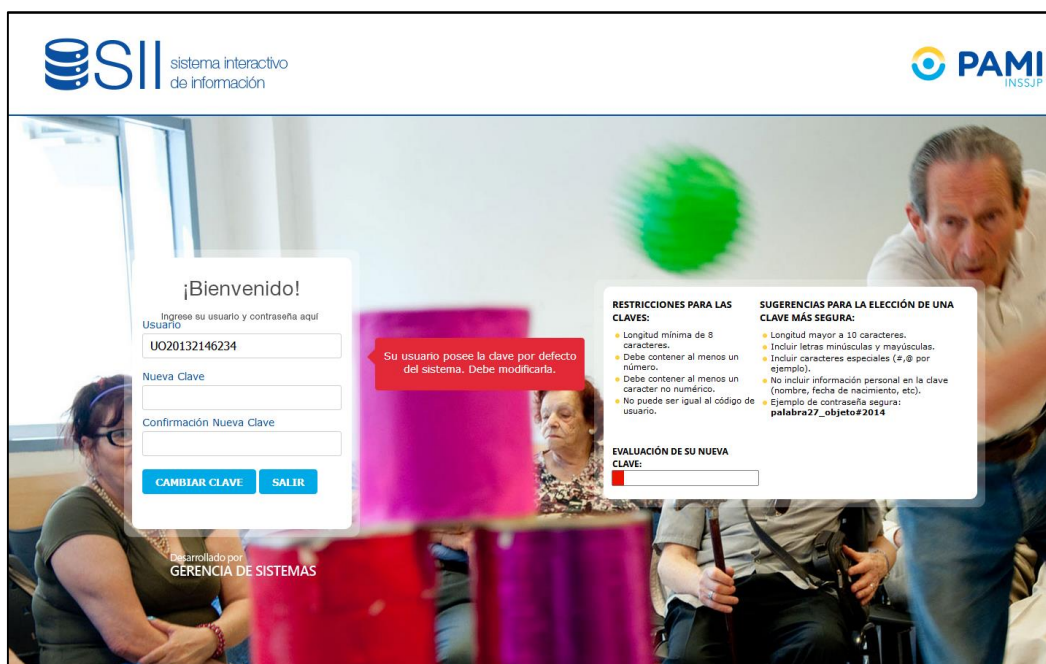 SII sistema interactivo
de información
PAMI
INSSJP
¡Bienvenido!
Ingrese su usuario y contraseña aquí
Usuario
UO20132146234
Nueva Clave
Confirmación Nueva Clave
CAMBIAR CLAVE SALIR
Desarrollado por
GERENCIA DE SISTEMAS
Su usuario posee la clave por defecto
del sistema. Debe modificarla.
RESTRICCIONES PARA LAS
CLAVES:
Longitud mínima de 8
caracteres.
Debe contener al menos un
número.
Debe contener al menos un
caracter no numérico.
No puede ser igual al código de
usuario.
SUGERENCIAS PARA LA ELECCIÓN DE UNA
CLAVE MÁS SEGURA:
Longitud mayor a 10 caracteres.
Incluir letras minúsculas y mayúsculas.
Incluir caracteres especiales (#,@ por
ejemplo).
No incluir información personal en la clave
(nombre, fecha de nacimiento, etc).
Ejemplo de contraseña segura:
palabra27_objeto#2014
EVALUACIÓN DE SU NUEVA
CLAVE: